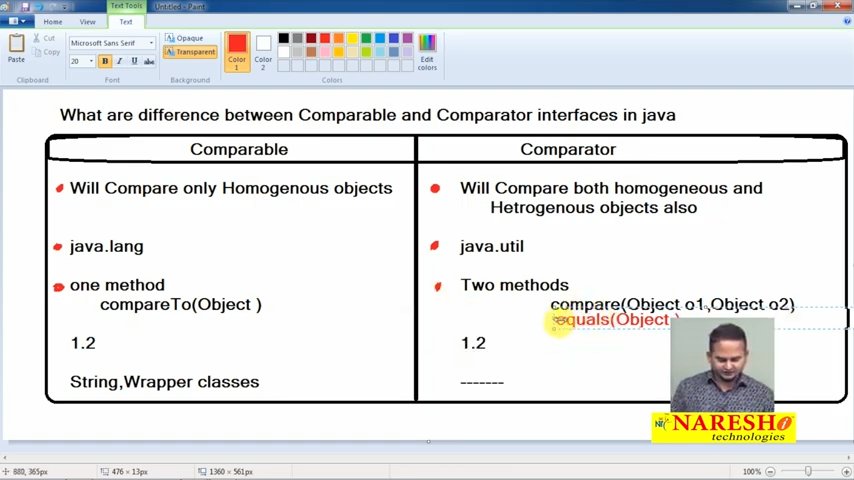 Text Tools
Untitled - Paint
Home
View
Text
Paste
Cut
Copy
Clipboard
Microsoft Sans Serif
20
B
I
U
abc
Font
Opaque
Transparent
Background
Color
1
Color
2
Colors
Edit
colors
What are difference between Comparable and Comparator interfaces in java
Comparable
Comparator
Will Compare only Homogenous objects
Will Compare both homogeneous and
Hetrogenous objects also
java.lang
java.util
one method
Two methods
compareTo(Object )
compare(Object o1,Object o2)
equals(Object )
1.2
1.2
String,Wrapper classes
-------
NARESH i
technologies
880, 365px
476 × 13px
1360 × 561px
100%